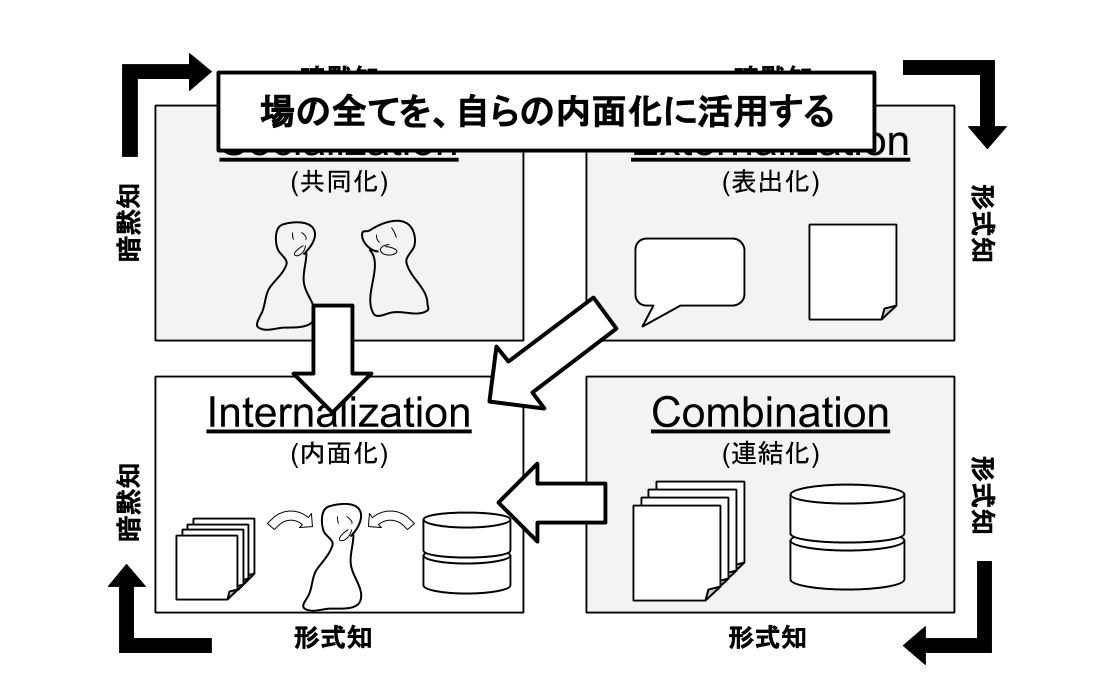 場の全てを、自らの内面化に活用する
(共同化)
(表出化)
暗黙知
形式知
Internalization
(内面化)
Combination
(連結化)
暗黙知
形式知
形式知
形式知